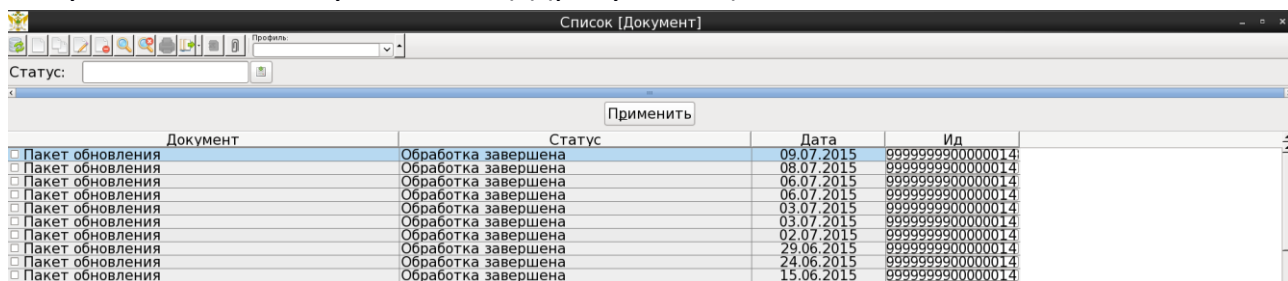 Список [Документ]
Профиль:
Статус:
Применить
Документ Статус Дата Ид
Пакет обновления Обработка завершена 09.07.2015 9999999900000014
Пакет обновления Обработка завершена 08.07.2015 9999999900000014
Пакет обновления Обработка завершена 06.07.2015 9999999900000014
Пакет обновления Обработка завершена 06.07.2015 9999999900000014
Пакет обновления Обработка завершена 03.07.2015 9999999900000014
Пакет обновления Обработка завершена 03.07.2015 9999999900000014
Пакет обновления Обработка завершена 02.07.2015 9999999900000014
Пакет обновления Обработка завершена 29.06.2015 9999999900000014
Пакет обновления Обработка завершена 24.06.2015 9999999900000014
Пакет обновления Обработка завершена 15.06.2015 9999999900000014